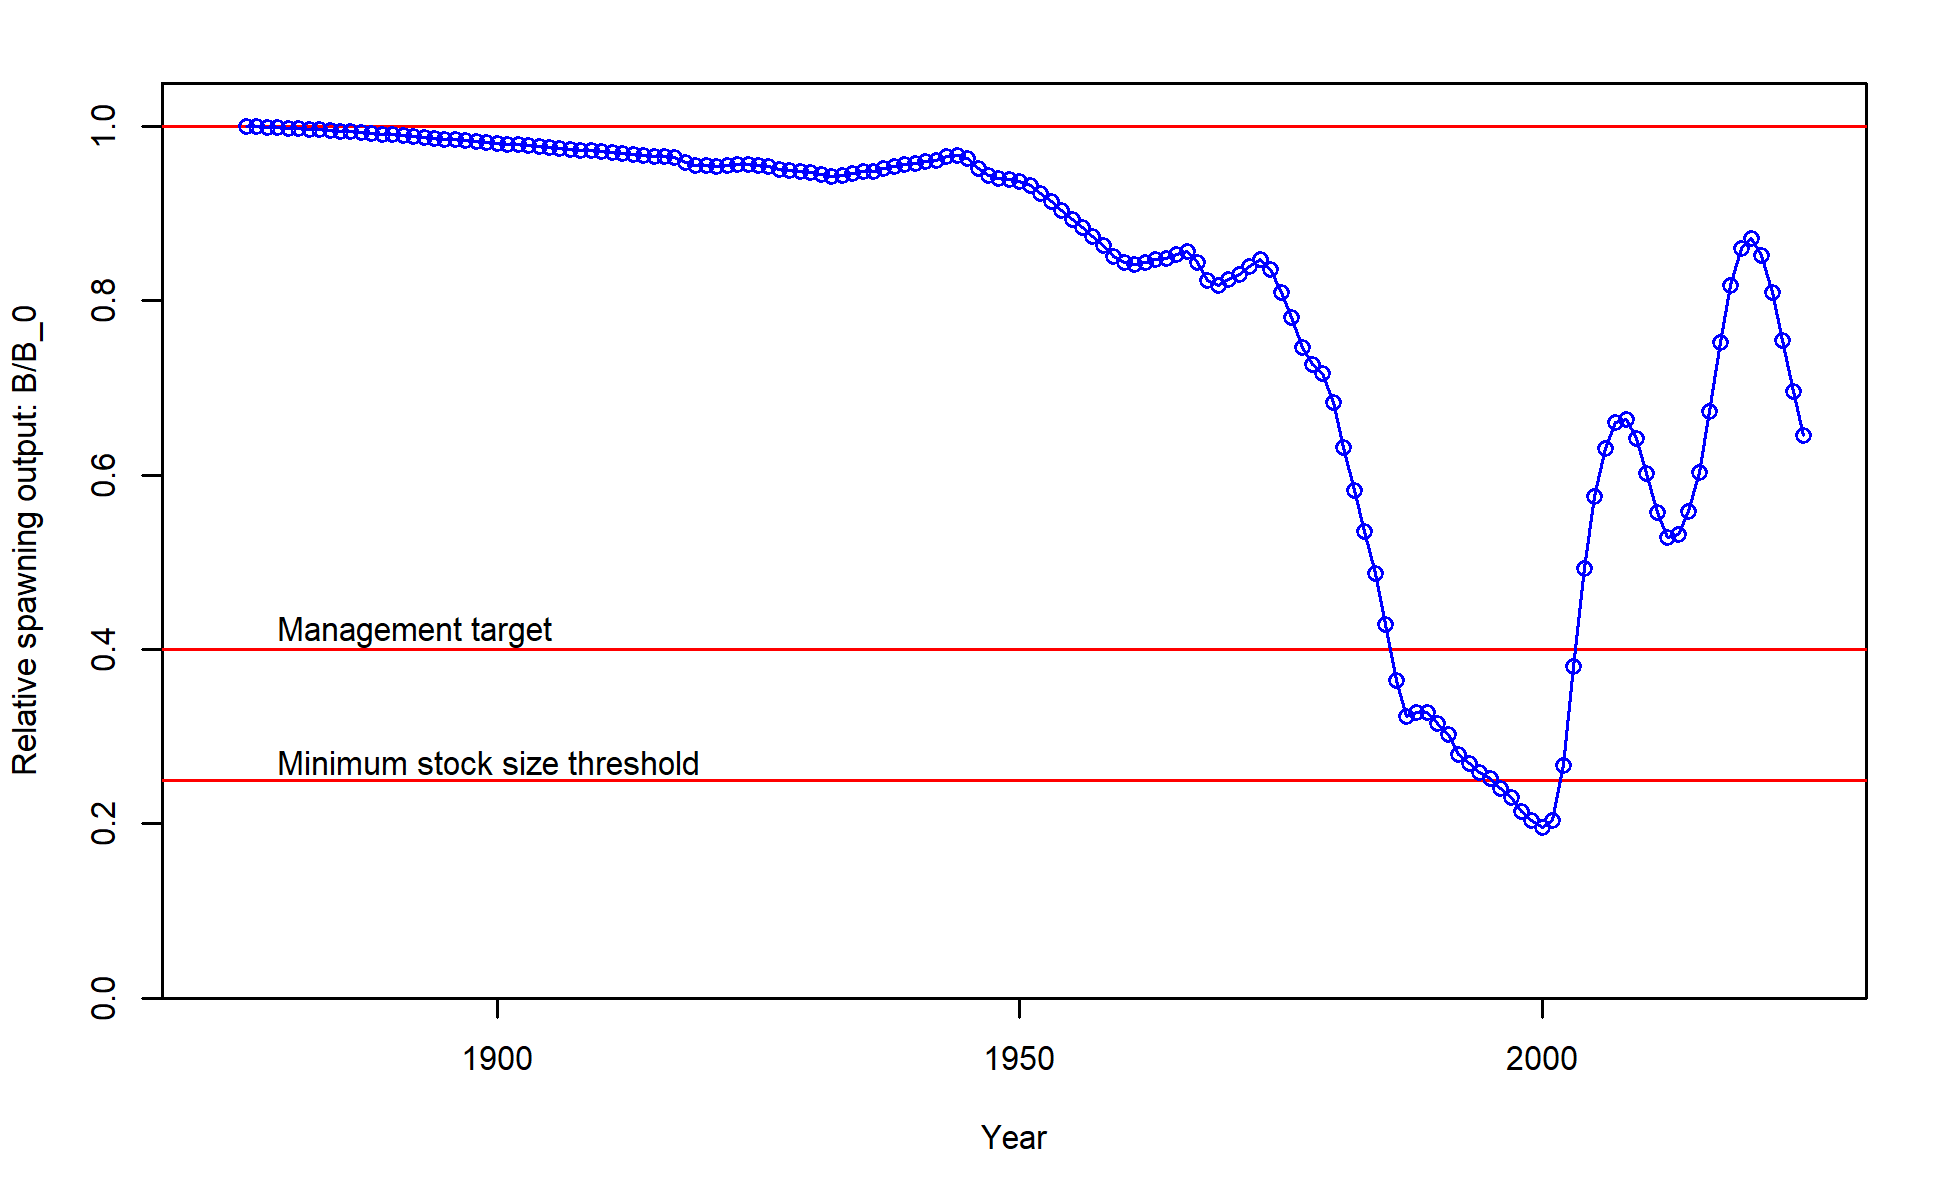 Relative spawning output: B/B_0
1.0
0.8
0.6
0.4
0.2
0.0
Management target
Minimum stock size threshold
1900 1950 2000
Year